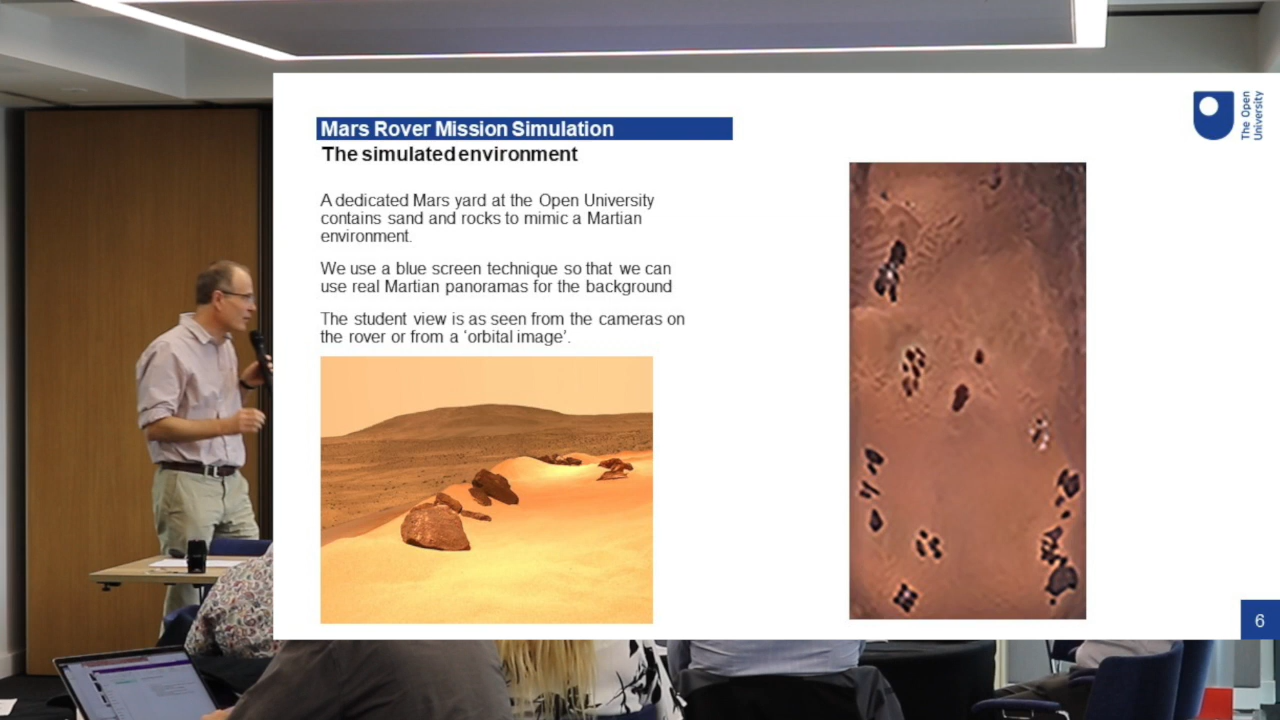 Mars Rover Mission Simulation
The simulated environment
A dedicated Mars yard at the Open University
contains sand and rocks to mimic a Martian
environment.
We use a blue screen technique so that we can
use real Martian panoramas for the background
The student view is as seen from the cameras on
the rover or from a ‘orbital image’.
The Open
University
6